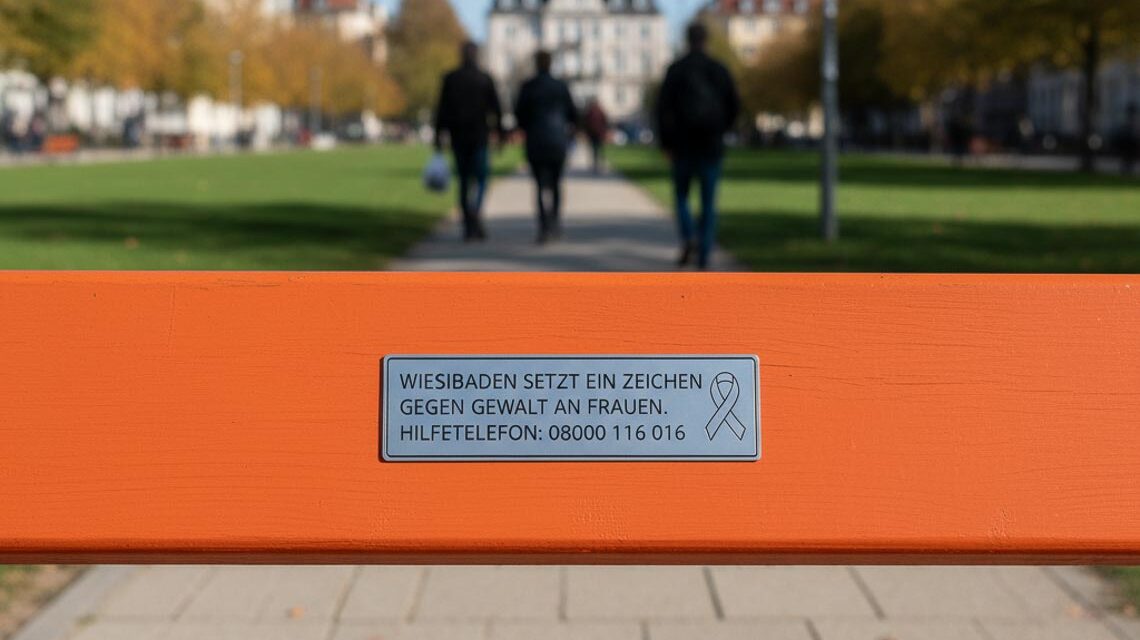 WIESIBADEN SETZT EIN ZEICHEN
GEGEN GEWALT AN FRAUEN.
HILFETELEFON: 08000 116 016